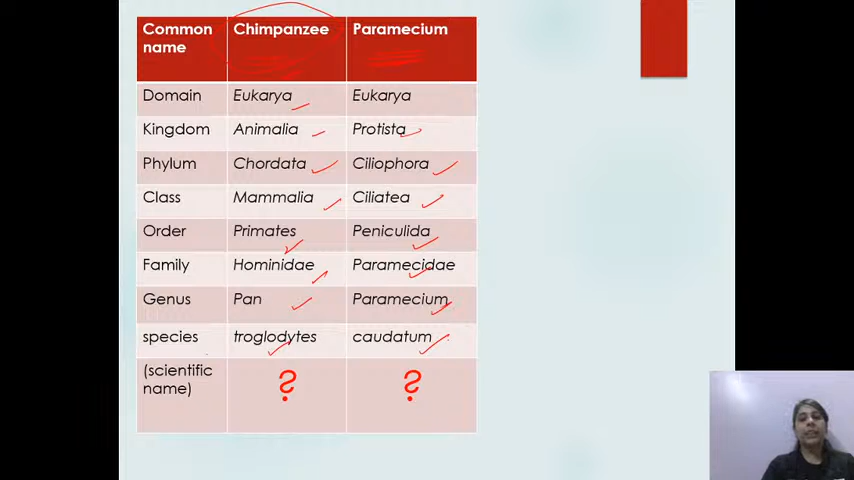 Common name Chimpanzee Paramecium
Domain Eukarya Eukarya
Kingdom Animalia Protista
Phylum Chordata Ciliophora
Class Mammalia Ciliatea
Order Primates Peniculida
Family Hominidae Paramecidae
Genus Pan Paramecium
species troglodytes caudatum
(scientific name) ? ?